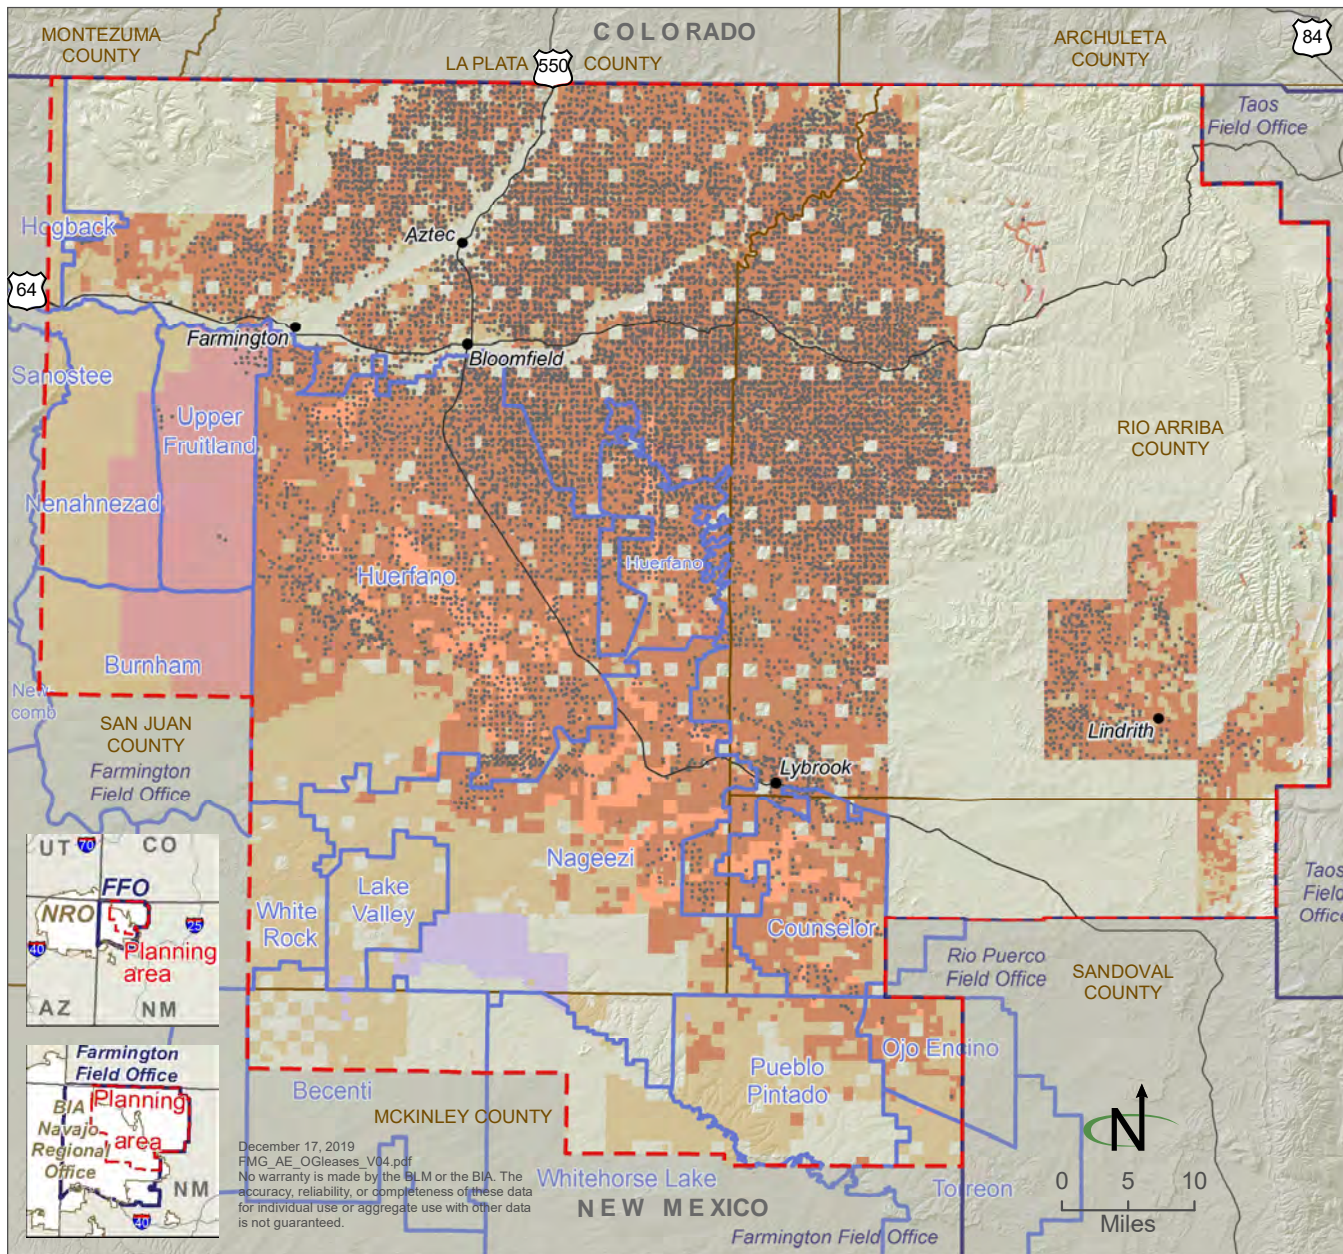 COLORADO
MONTEZUMA
COUNTY
LA PLATA
550
COUNTY
ARCHULETA
COUNTY
84
Taos
Field Office
Hogback
Aztec
64
Farmington
Bloomfield
Sanostee
Upper
Fruitland
RIO ARRIBA
COUNTY
Nenahnezad
Huerfano
Huerfano
Burnham
New
comb
SAN JUAN
COUNTY
Farmington
Field Office
Lindrith
Lybrook
Nageezi
Lake
Valley
White
Rock
Counselor
Taos
Field
Office
Rio Puerco
Field Office
SANDOVAL
COUNTY
Ojo Encino
Pueblo
Pintado
Becenti
MCKINLEY COUNTY
Whitehorse Lake
Torreon
NEW MEXICO
Farmington Field Office
UT
70
CO
FFO
NRO
25
40
Planning
area
AZ
NM
Farmington
Field Office
Planning
area
BIA
Navajo
Regional
Office
NM
40
December 17, 2019
FMG_AE_OGleases_V04.pdf
No warranty is made by the BLM or the BIA. The
accuracy, reliability, or completeness of these data
for individual use or aggregate use with other data
is not guaranteed.
N
0 5 10
Miles